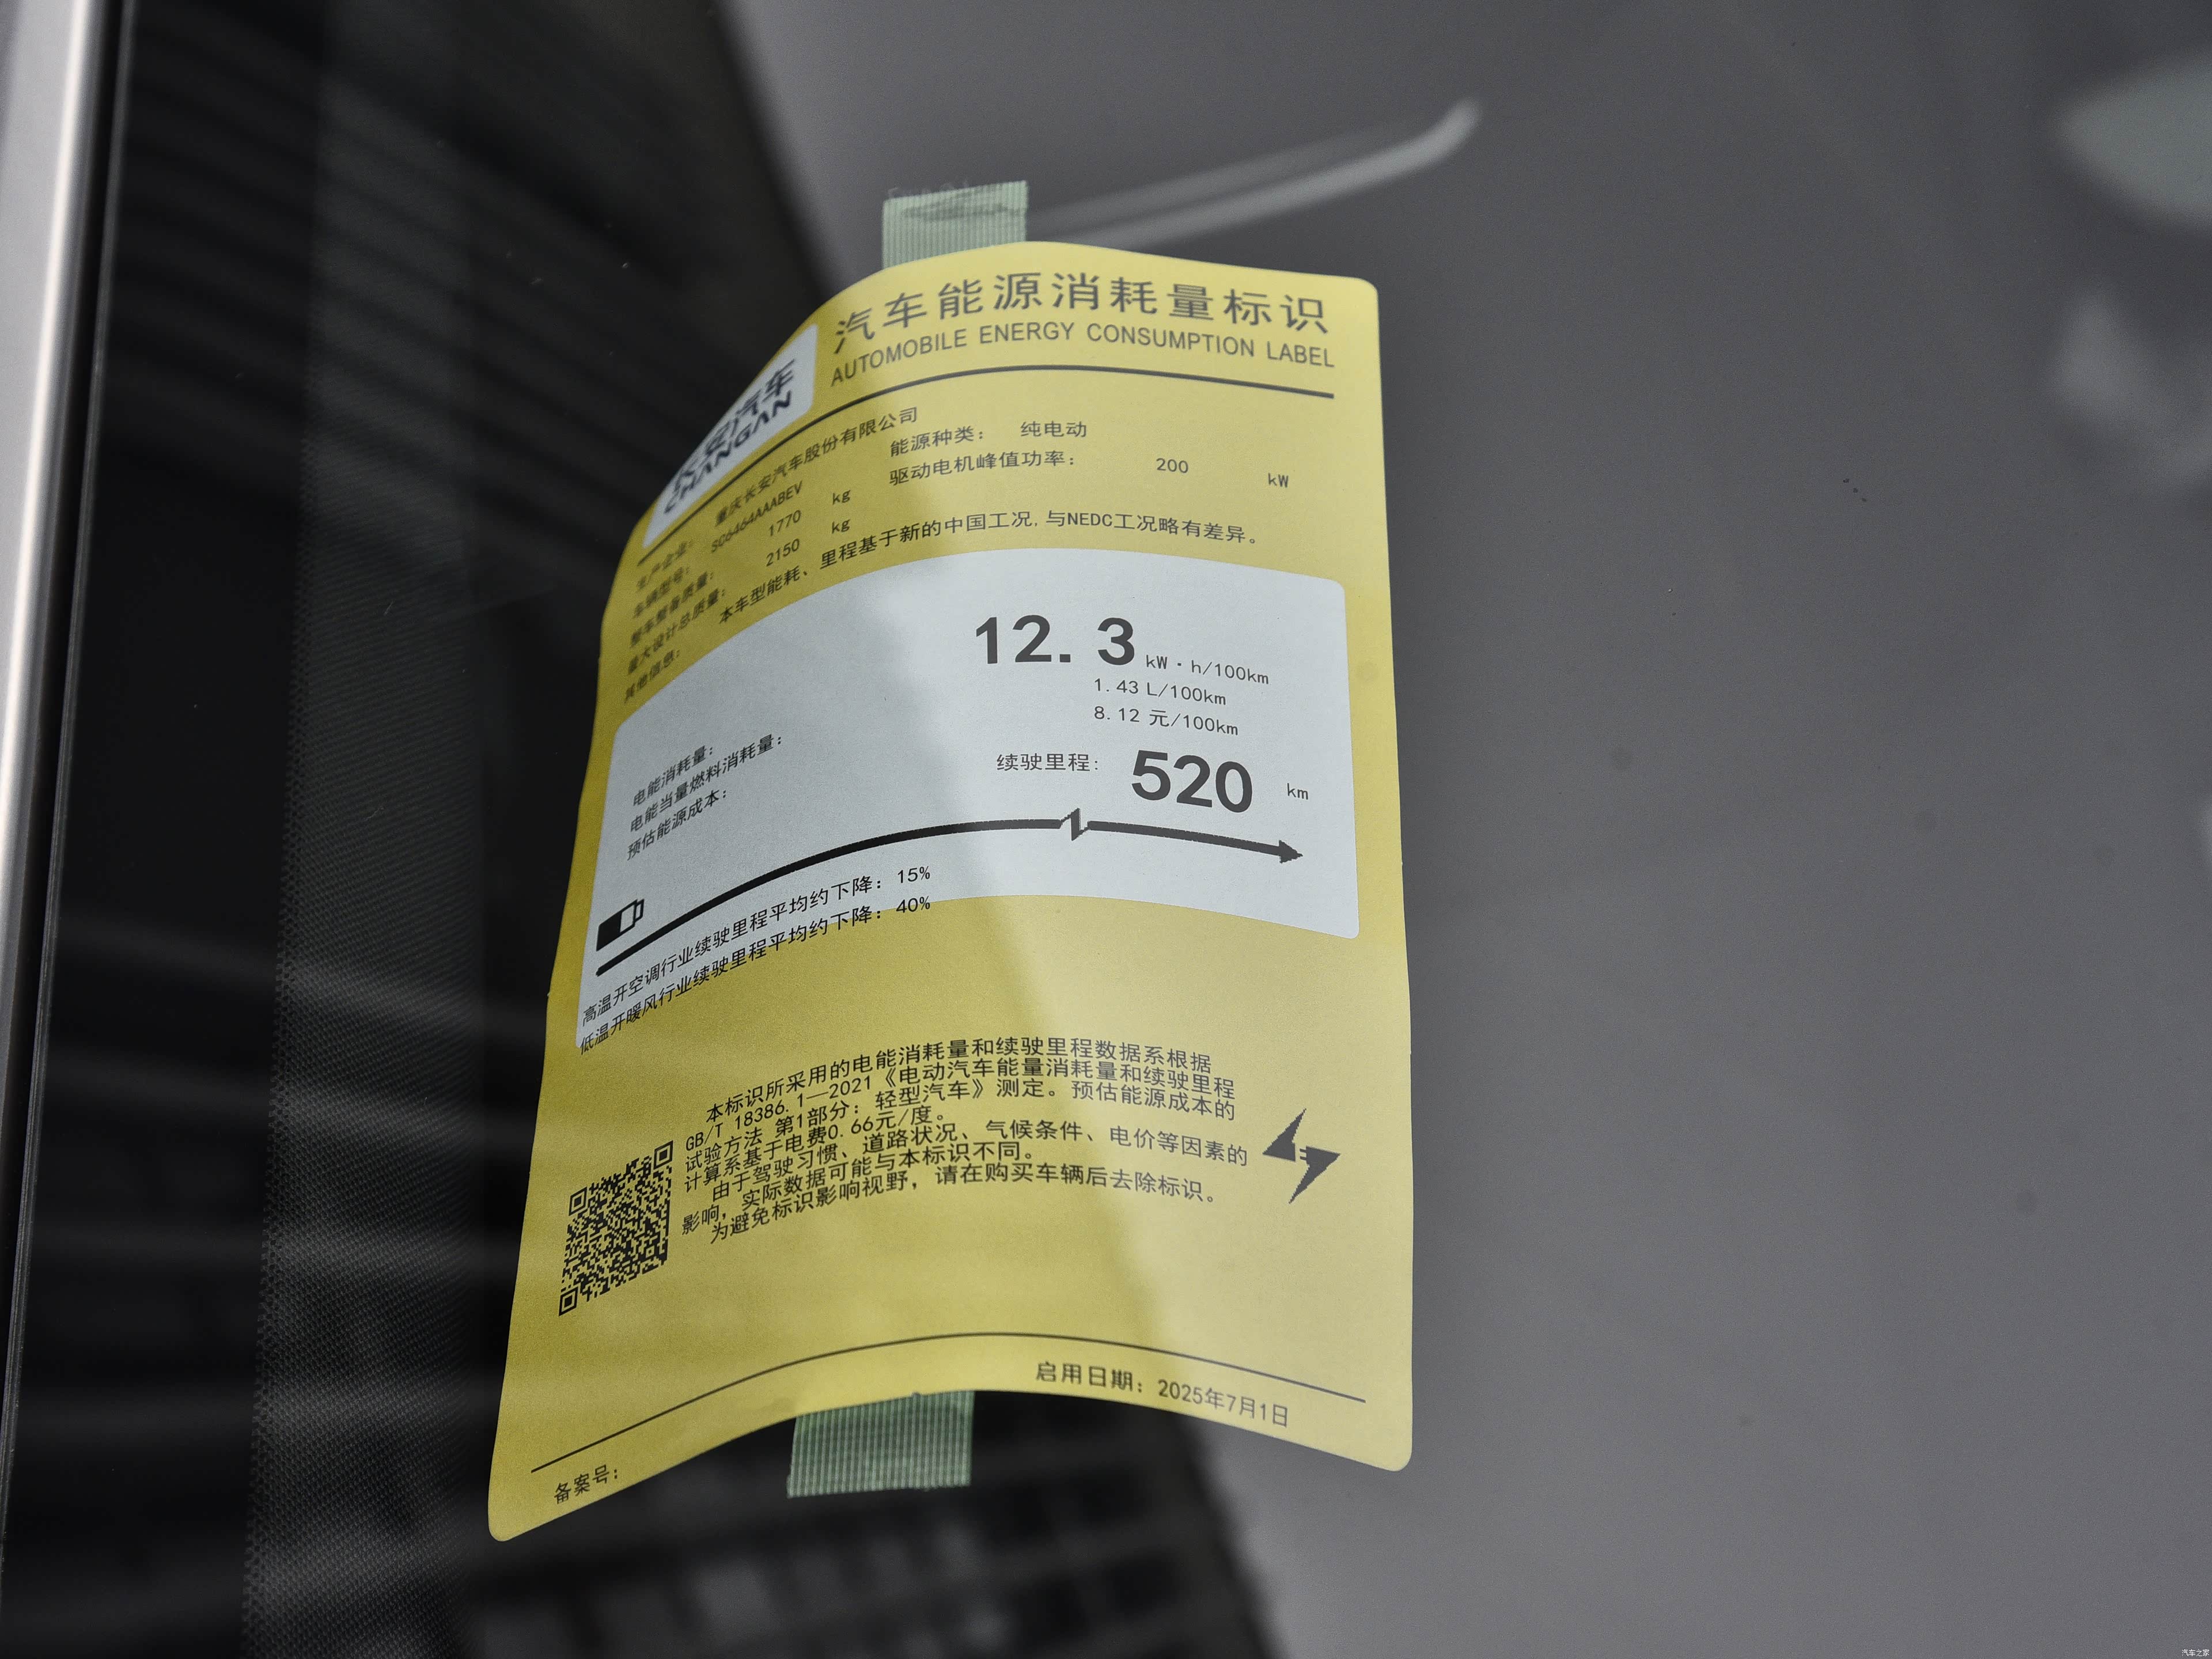 汽车能源消耗量标识
AUTOMOBILE ENERGY CONSUMPTION LABEL
长安汽车
CHANGAN
生产企业: 重庆长安汽车股份有限公司
车辆型号: SC6464AAABEV
能源种类: 纯电动
整车整备质量: 1770 kg
驱动电机峰值功率: 200 kW
最大设计总质量: 2150 kg
其他信息: 本车型能耗、里程基于新的中国工况,与NEDC工况略有差异。
电能消耗量: 12.3 kW·h/100km
电能当量燃料消耗量: 1.43 L/100km
预估能源成本: 8.12 元/100km
续驶里程: 520 km
高温开空调行业续驶里程平均约下降: 15%
低温开暖风行业续驶里程平均约下降: 40%
本标识所采用的电能消耗量和续驶里程数据系根据
GB/T 18386.1—2021《电动汽车能量消耗量和续驶里程
试验方法 第1部分: 轻型汽车》测定。预估能源成本的
计算系基于电费0.66元/度。
由于驾驶习惯、道路状况、气候条件、电价等因素的
影响,实际数据可能与本标识不同。
为避免标识影响视野,请在购买车辆后去除标识。
备案号:
启用日期: 2025年7月1日
汽车之家